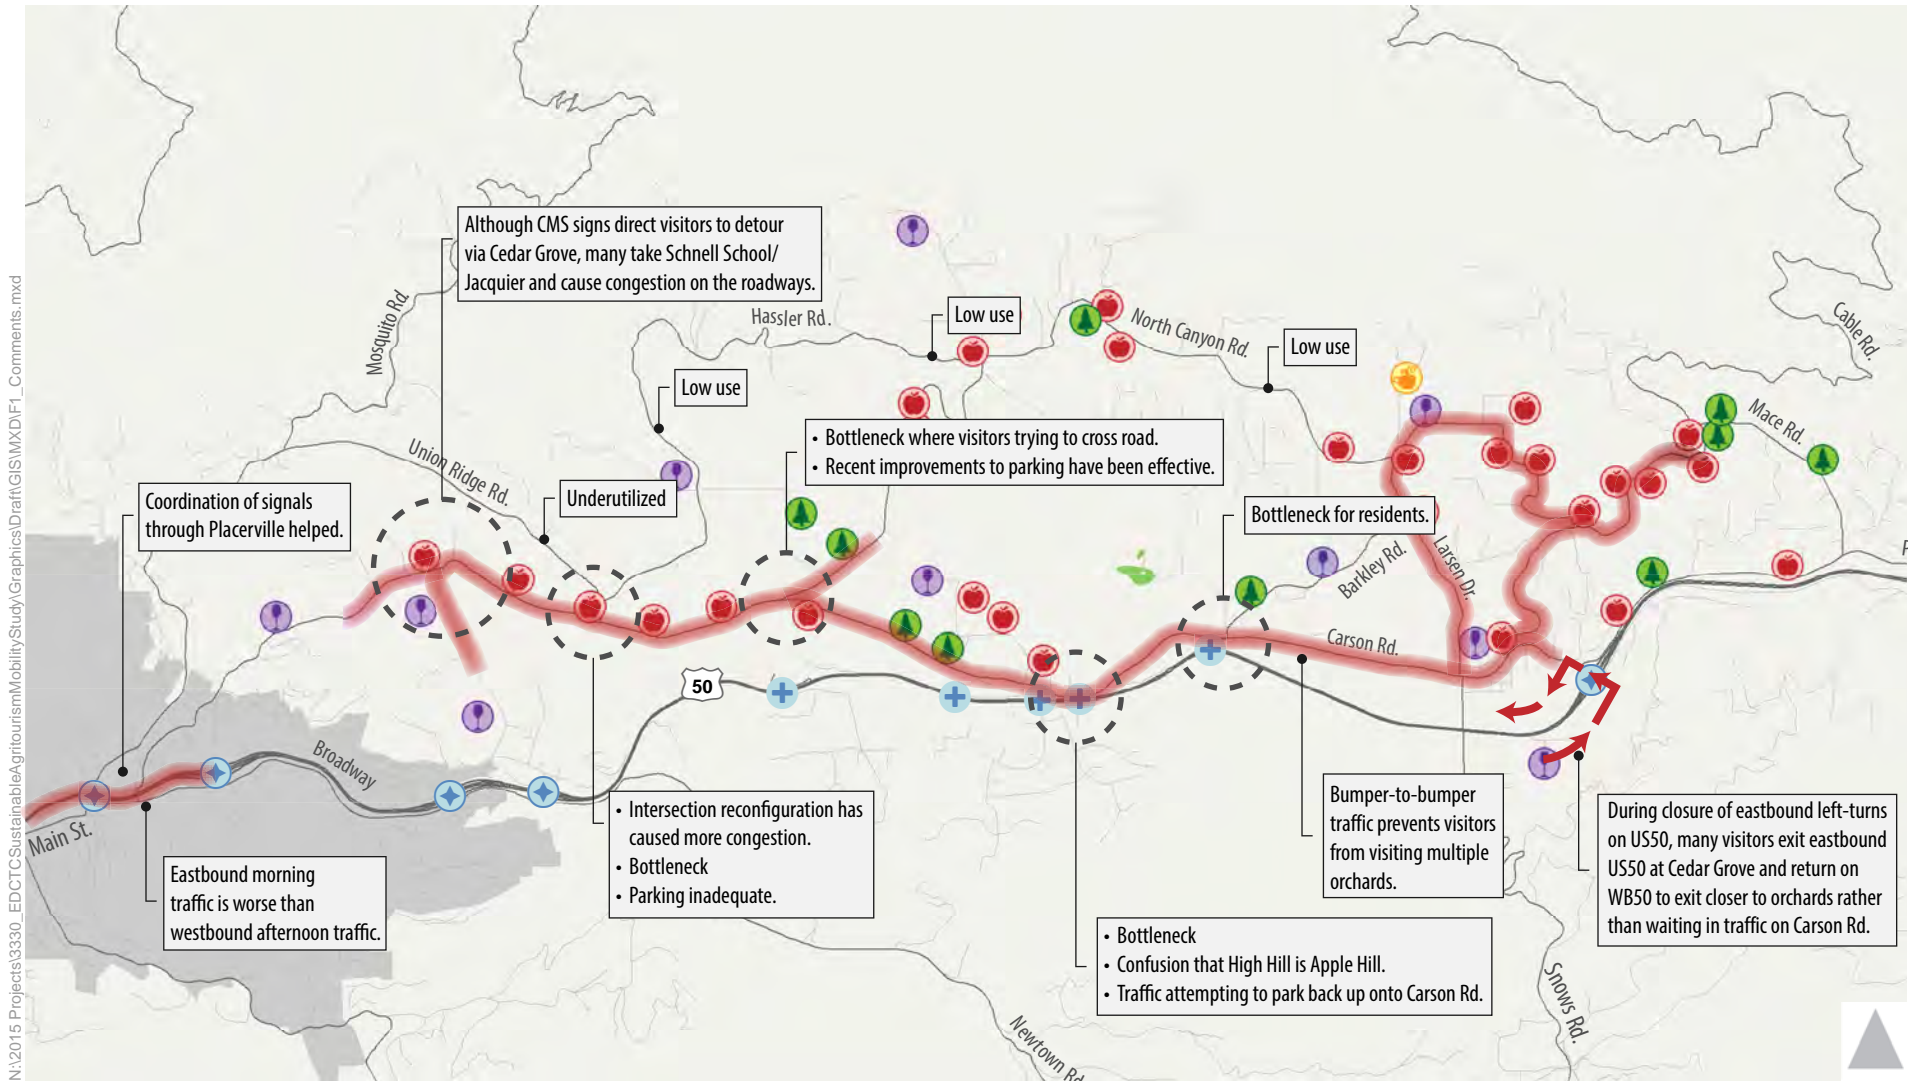 N:\2015 Projects\3330_EDCTCSustainableAgritourismMobilityStudy\Graphics\Draft\GIS\MXD\F1_Comments.mxd
Although CMS signs direct visitors to detour
via Cedar Grove, many take Schnell School/
Jacquier and cause congestion on the roadways.
Mosquito Rd.
Hassler Rd.
Low use
North Canyon Rd.
Low use
Cable Rd.
Low use
Mace Rd.
• Bottleneck where visitors trying to cross road.
• Recent improvements to parking have been effective.
Union Ridge Rd.
Underutilized
Coordination of signals
through Placerville helped.
Bottleneck for residents.
Barkley Rd.
Larsen Dr.
Carson Rd.
50
Broadway
Main St.
Eastbound morning
traffic is worse than
westbound afternoon traffic.
• Intersection reconfiguration has
caused more congestion.
• Bottleneck
• Parking inadequate.
Bumper-to-bumper
traffic prevents visitors
from visiting multiple
orchards.
During closure of eastbound left-turns
on US50, many visitors exit eastbound
US50 at Cedar Grove and return on
WB50 to exit closer to orchards rather
than waiting in traffic on Carson Rd.
• Bottleneck
• Confusion that High Hill is Apple Hill.
• Traffic attempting to park back up onto Carson Rd.
Snows Rd.
Newtown Rd